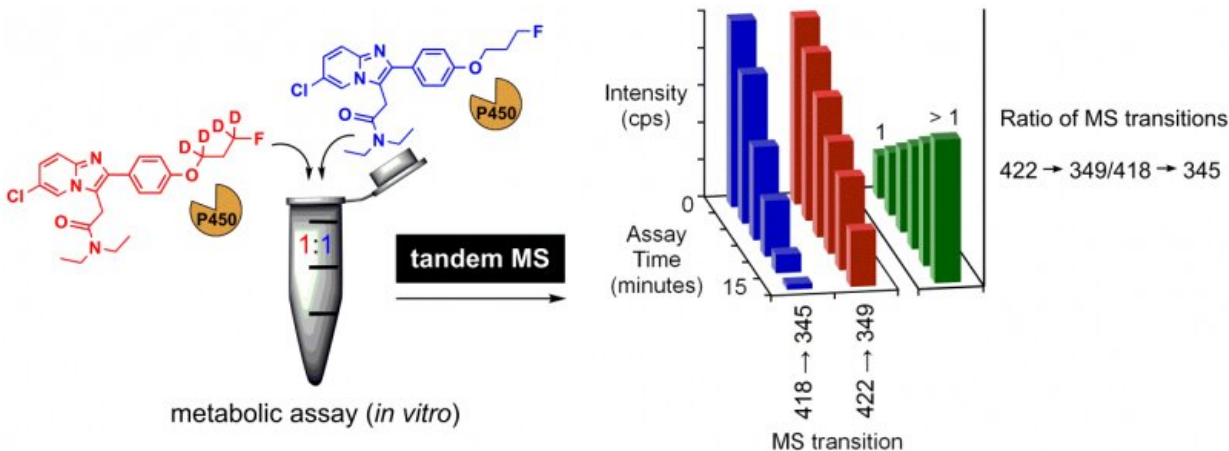 F
N
Cl
N
O
O
N
P450
D
D
D
D
F
N
Cl
N
O
O
N
P450
1:1
metabolic assay (in vitro)
tandem MS
Intensity
(cps)
0
Assay
Time
(minutes)
15
1
> 1
418 → 345
422 → 349
MS transition
Ratio of MS transitions
422 → 349/418 → 345